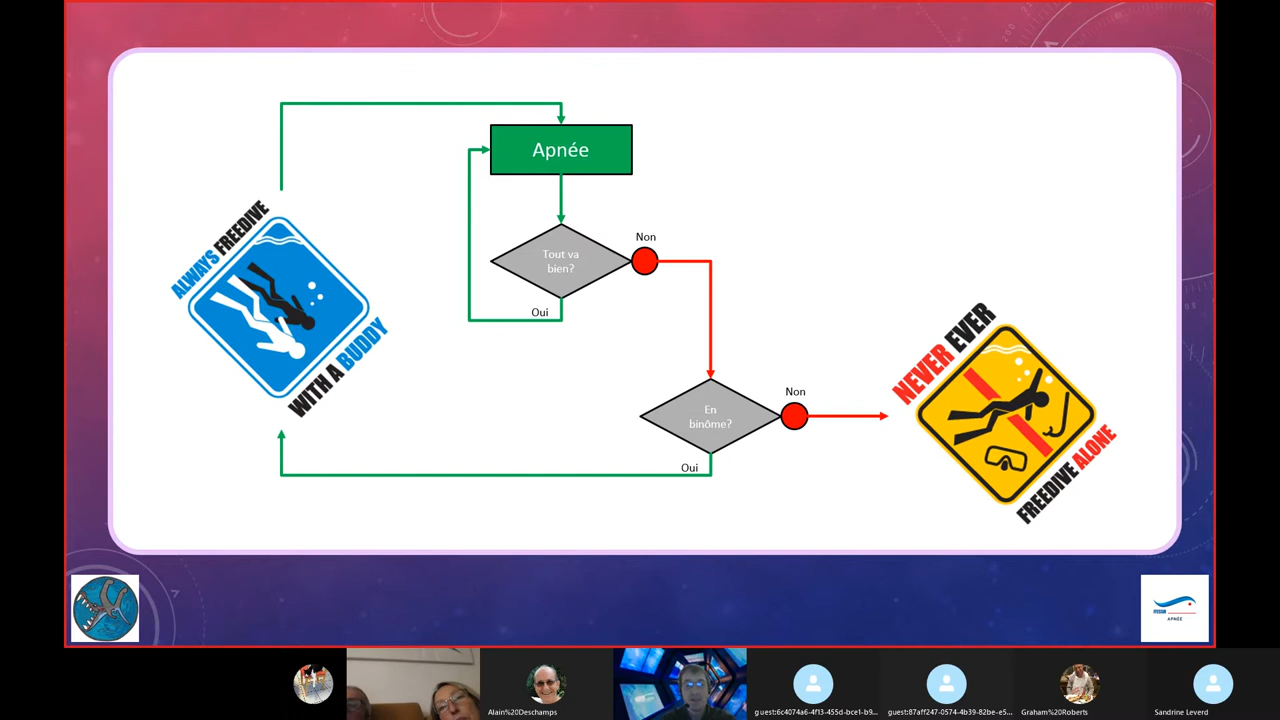 Apnée
Tout va
bien?
Non
Oui
ALWAYS FREEDIVE
WITH A BUDDY
En
binôme?
Non
Oui
NEVER EVER
FREEDIVE ALONE
FFESSM
APNÉE
Alain%20Deschamps
guest:6c4074a6-4f13-455d-bce1-b9...
guest:87aff247-0574-4b39-82be-e5...
Graham%20Roberts
Sandrine Leverd